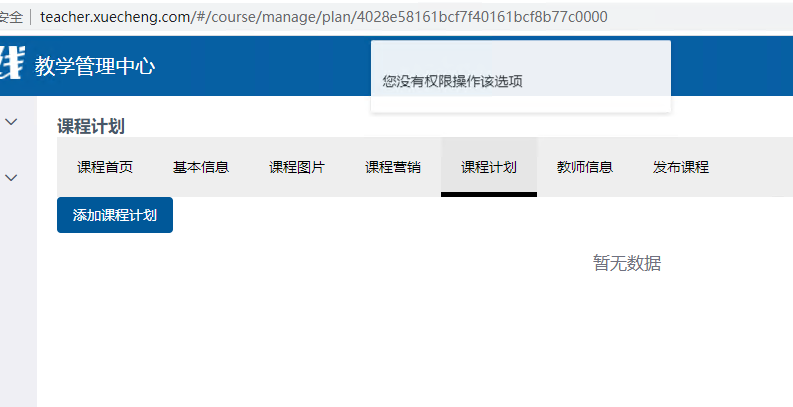 安全 teacher.xuecheng.com/#/course/manage/plan/4028e58161bcf7f40161bcf8b77c0000
线 教学管理中心
您没有权限操作该选项
课程计划
课程首页 基本信息 课程图片 课程营销 课程计划 教师信息 发布课程
添加课程计划
暂无数据